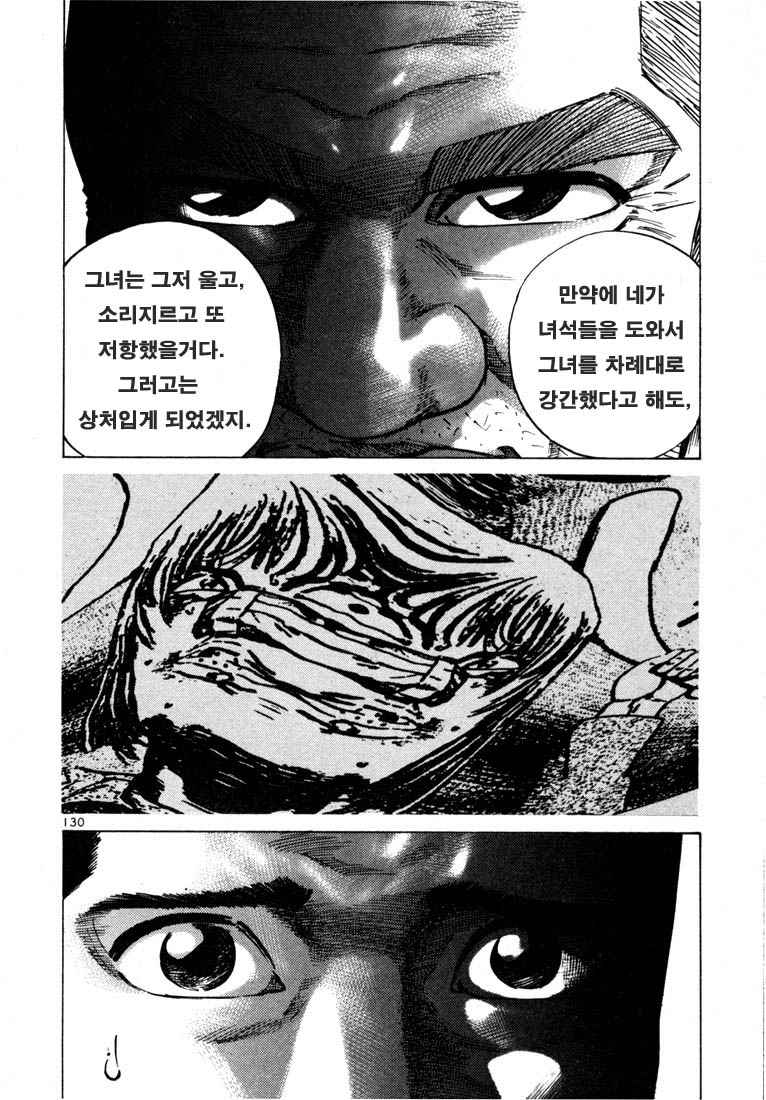 만약에 네가
녀석들을 도와서
그녀를 차례대로
강간했다고 해도,
그녀는 그저 울고,
소리지르고 또
저항했을거다.
그러고는
상처입게 되었겠지.
130